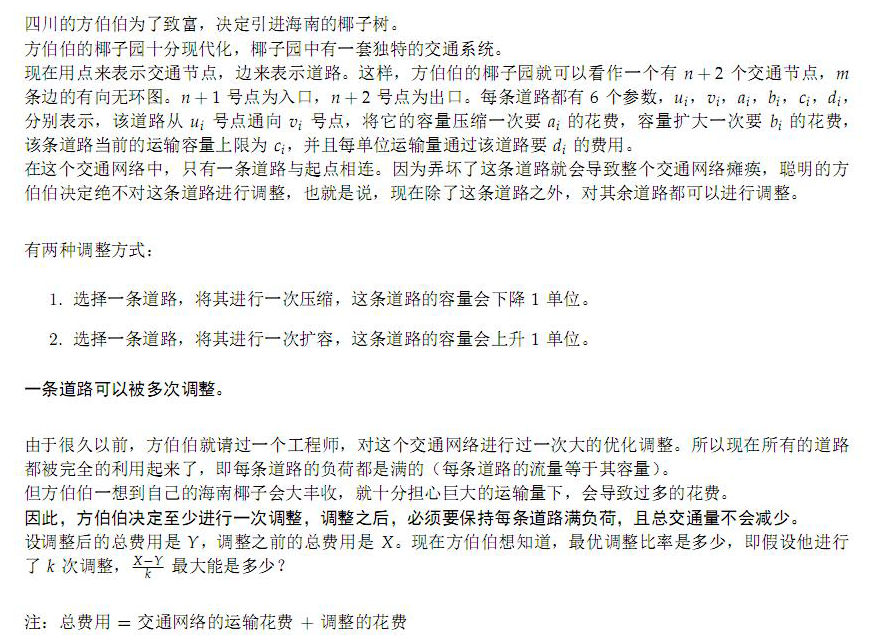 四川的方伯伯为了致富，决定引进海南的椰子树。
方伯伯的椰子园十分现代化，椰子园中有一套独特的交通系统。
现在用点来表示交通节点，边来表示道路。这样，方伯伯的椰子园就可以看作一个有 n + 2 个交通节点，m
条边的有向无环图。n + 1 号点为入口，n + 2 号点为出口。每条道路都有 6 个参数，u_i，v_i，a_i，b_i，c_i，d_i，
分别表示，该道路从 u_i 号点通向 v_i 号点，将它的容量压缩一次要 a_i 的花费，容量扩大一次要 b_i 的花费，
该条道路当前的运输容量上限为 c_i，并且每单位运输量通过该道路要 d_i 的费用。
在这个交通网络中，只有一条道路与起点相连。因为弄坏了这条道路就会导致整个交通网络瘫痪，聪明的方
伯伯决定绝不对这条道路进行调整，也就是说，现在除了这条道路之外，对其余道路都可以进行调整。
有两种调整方式：
1. 选择一条道路，将其进行一次压缩，这条道路的容量会下降 1 单位。
2. 选择一条道路，将其进行一次扩容，这条道路的容量会上升 1 单位。
一条道路可以被多次调整。
由于很久以前，方伯伯就请过一个工程师，对这个交通网络进行过一次大的优化调整。所以现在所有的道路
都被完全的利用起来了，即每条道路的负荷都是满的（每条道路的流量等于其容量）。
但方伯伯一想到自己的海南椰子会大丰收，就十分担心巨大的运输量下，会导致过多的花费。
因此，方伯伯决定至少进行一次调整，调整之后，必须要保持每条道路满负荷，且总交通量不会减少。
设调整后的总费用是 Y，调整之前的总费用是 X。现在方伯伯想知道，最优调整比率是多少，即假设他进行
了 k 次调整，(X−Y)/k 最大能是多少？
注：总费用 = 交通网络的运输花费 + 调整的花费